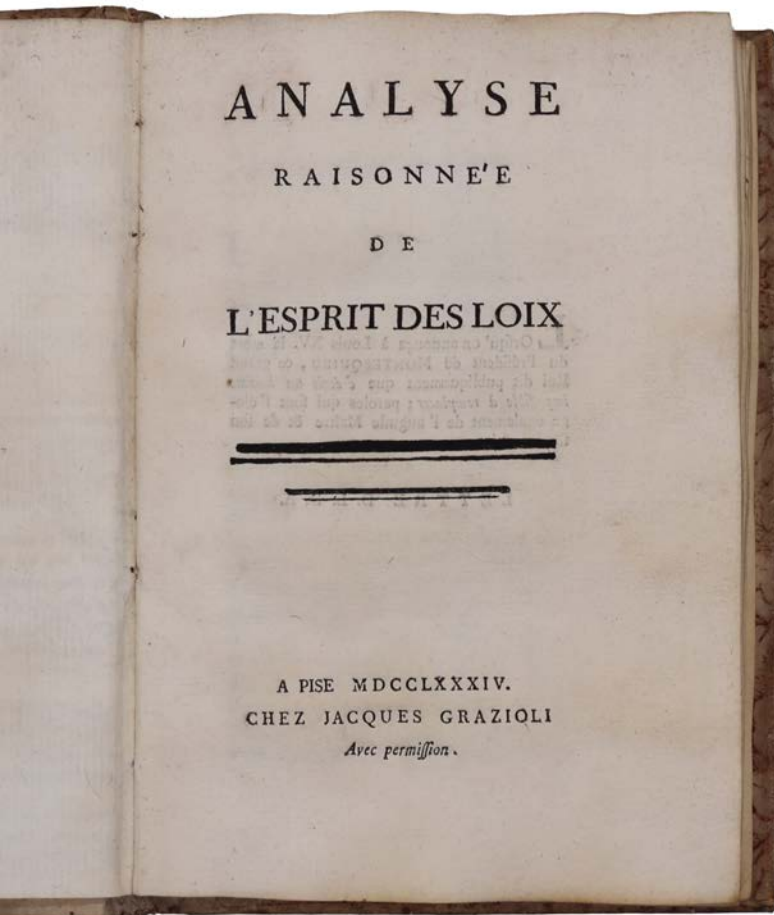 ANALYSE
RAISONNE'E
DE
L'ESPRIT DES LOIX
A PISE MDCCLXXXIV.
CHEZ JACQUES GRAZIOLI
Avec permiſſion.